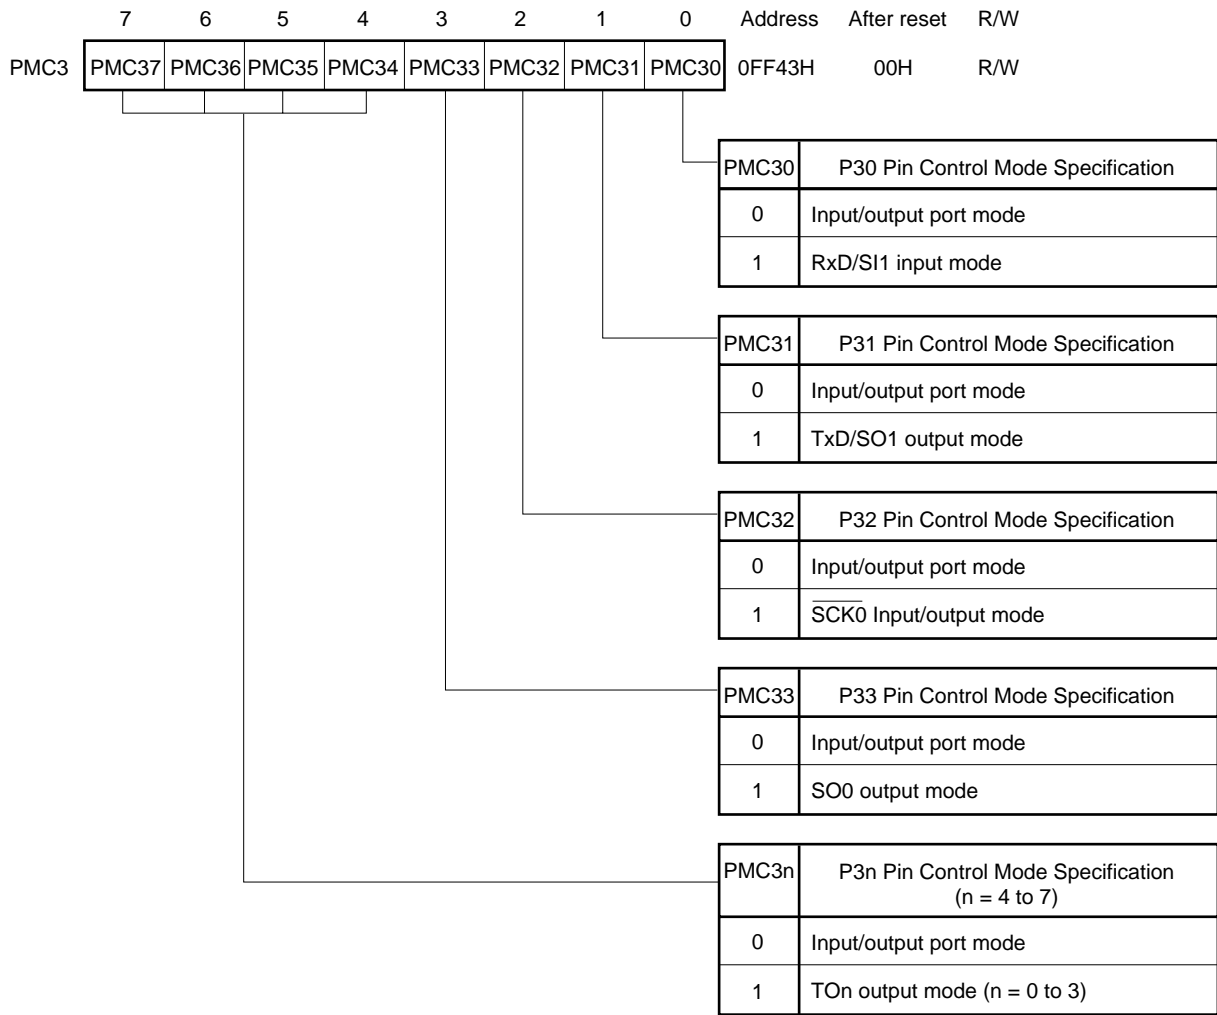 7 6 5 4 3 2 1 0 Address After reset R/W
PMC3 PMC37 PMC36 PMC35 PMC34 PMC33 PMC32 PMC31 PMC30 0FF43H 00H R/W
PMC30 P30 Pin Control Mode Specification
0 Input/output port mode
1 RxD/SI1 input mode
PMC31 P31 Pin Control Mode Specification
0 Input/output port mode
1 TxD/SO1 output mode
PMC32 P32 Pin Control Mode Specification
0 Input/output port mode
1 S̅C̅K̅0̅ Input/output mode
PMC33 P33 Pin Control Mode Specification
0 Input/output port mode
1 SO0 output mode
PMC3n P3n Pin Control Mode Specification
(n = 4 to 7)
0 Input/output port mode
1 TOn output mode (n = 0 to 3)